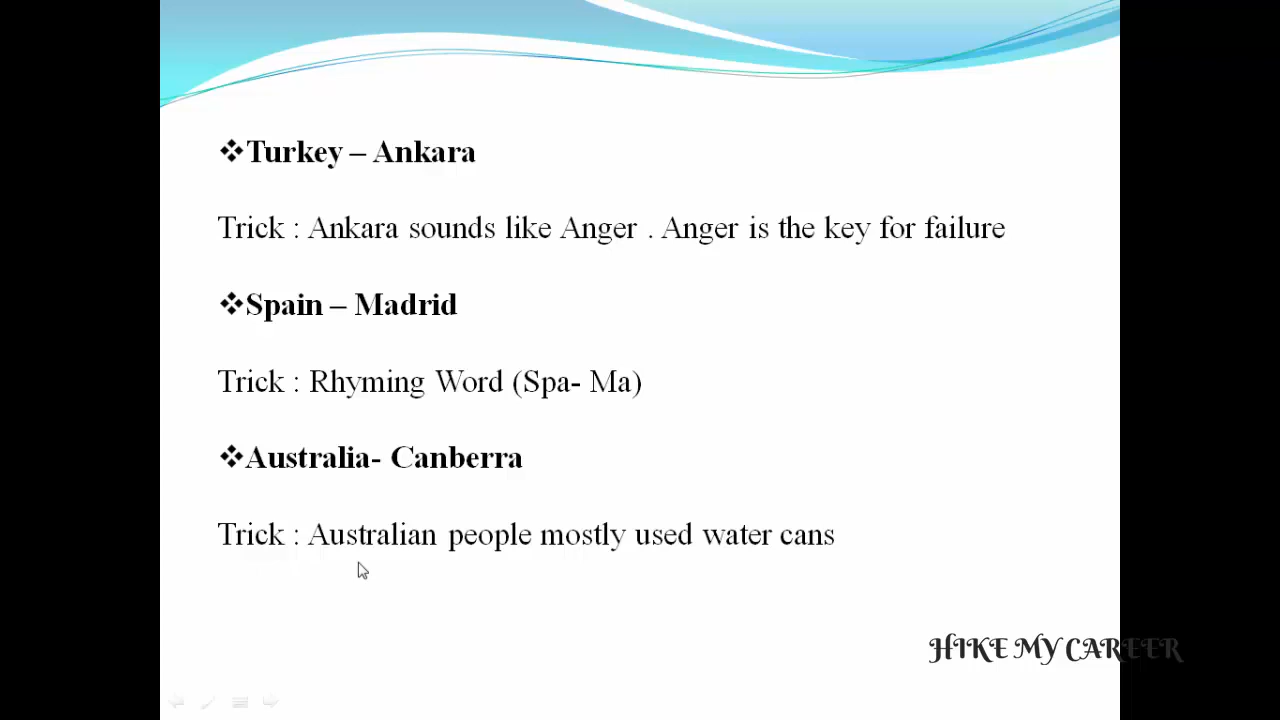 ❖Turkey – Ankara
Trick : Ankara sounds like Anger . Anger is the key for failure
❖Spain – Madrid
Trick : Rhyming Word (Spa- Ma)
❖Australia- Canberra
Trick : Australian people mostly used water cans
HIKE MY CAREER